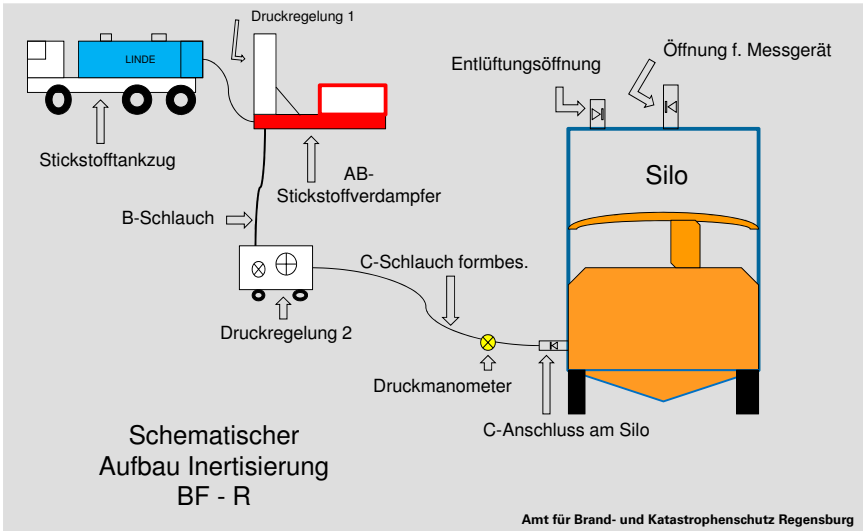 Druckregelung 1
LINDE
Entlüftungsöffnung
Öffnung f. Messgerät
Stickstofftankzug
AB-
Stickstoffverdampfer
Silo
B-Schlauch
C-Schlauch formbes.
Druckregelung 2
Druckmanometer
C-Anschluss am Silo
Schematischer
Aufbau Inertisierung
BF - R
Amt für Brand- und Katastrophenschutz Regensburg